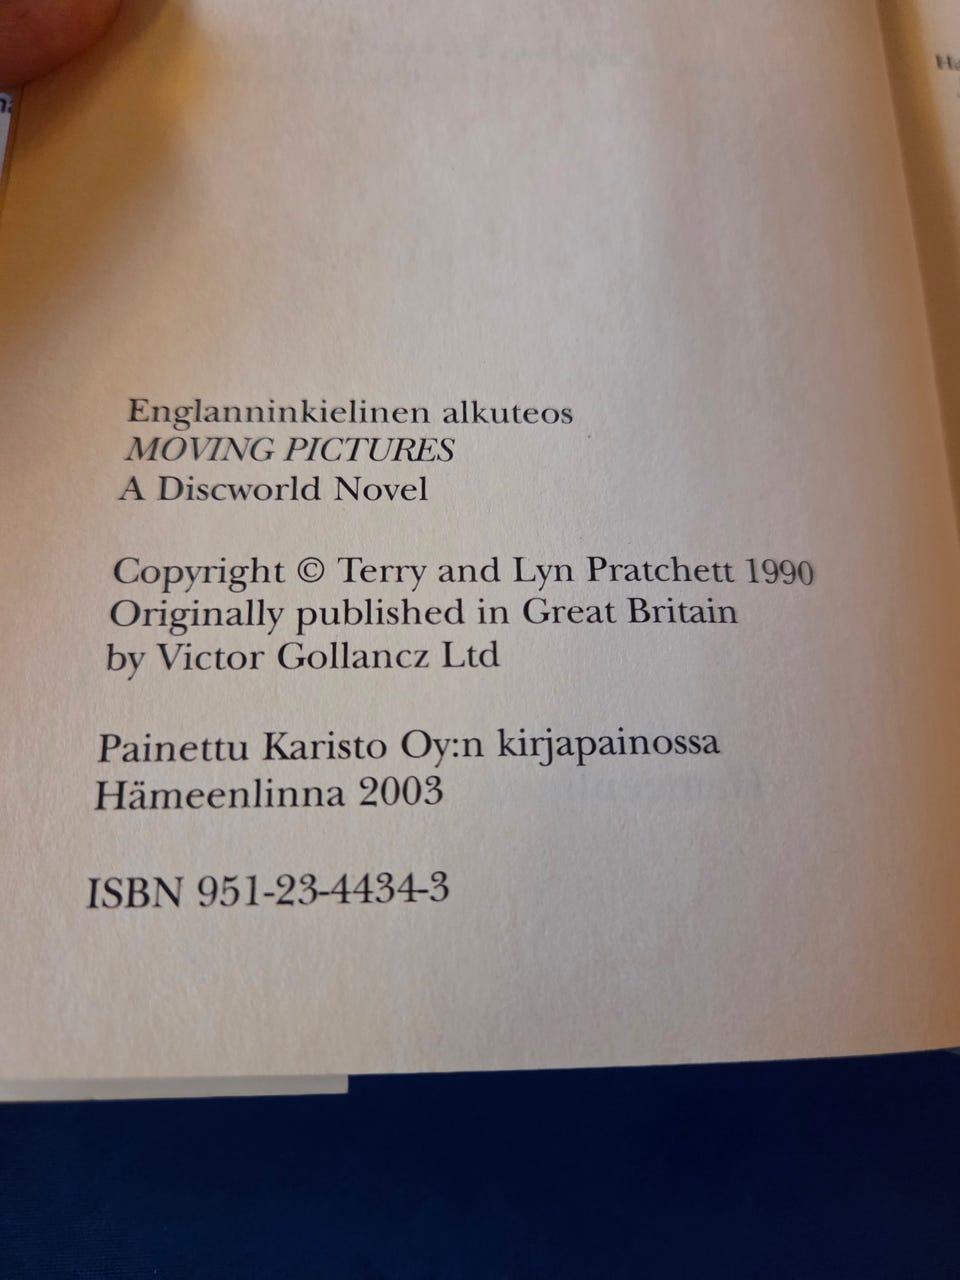 Englanninkielinen alkuteos
MOVING PICTURES
A Discworld Novel
Copyright © Terry and Lyn Pratchett 1990
Originally published in Great Britain
by Victor Gollancz Ltd
Painettu Karisto Oy:n kirjapainossa
Hämeenlinna 2003
ISBN 951-23-4434-3